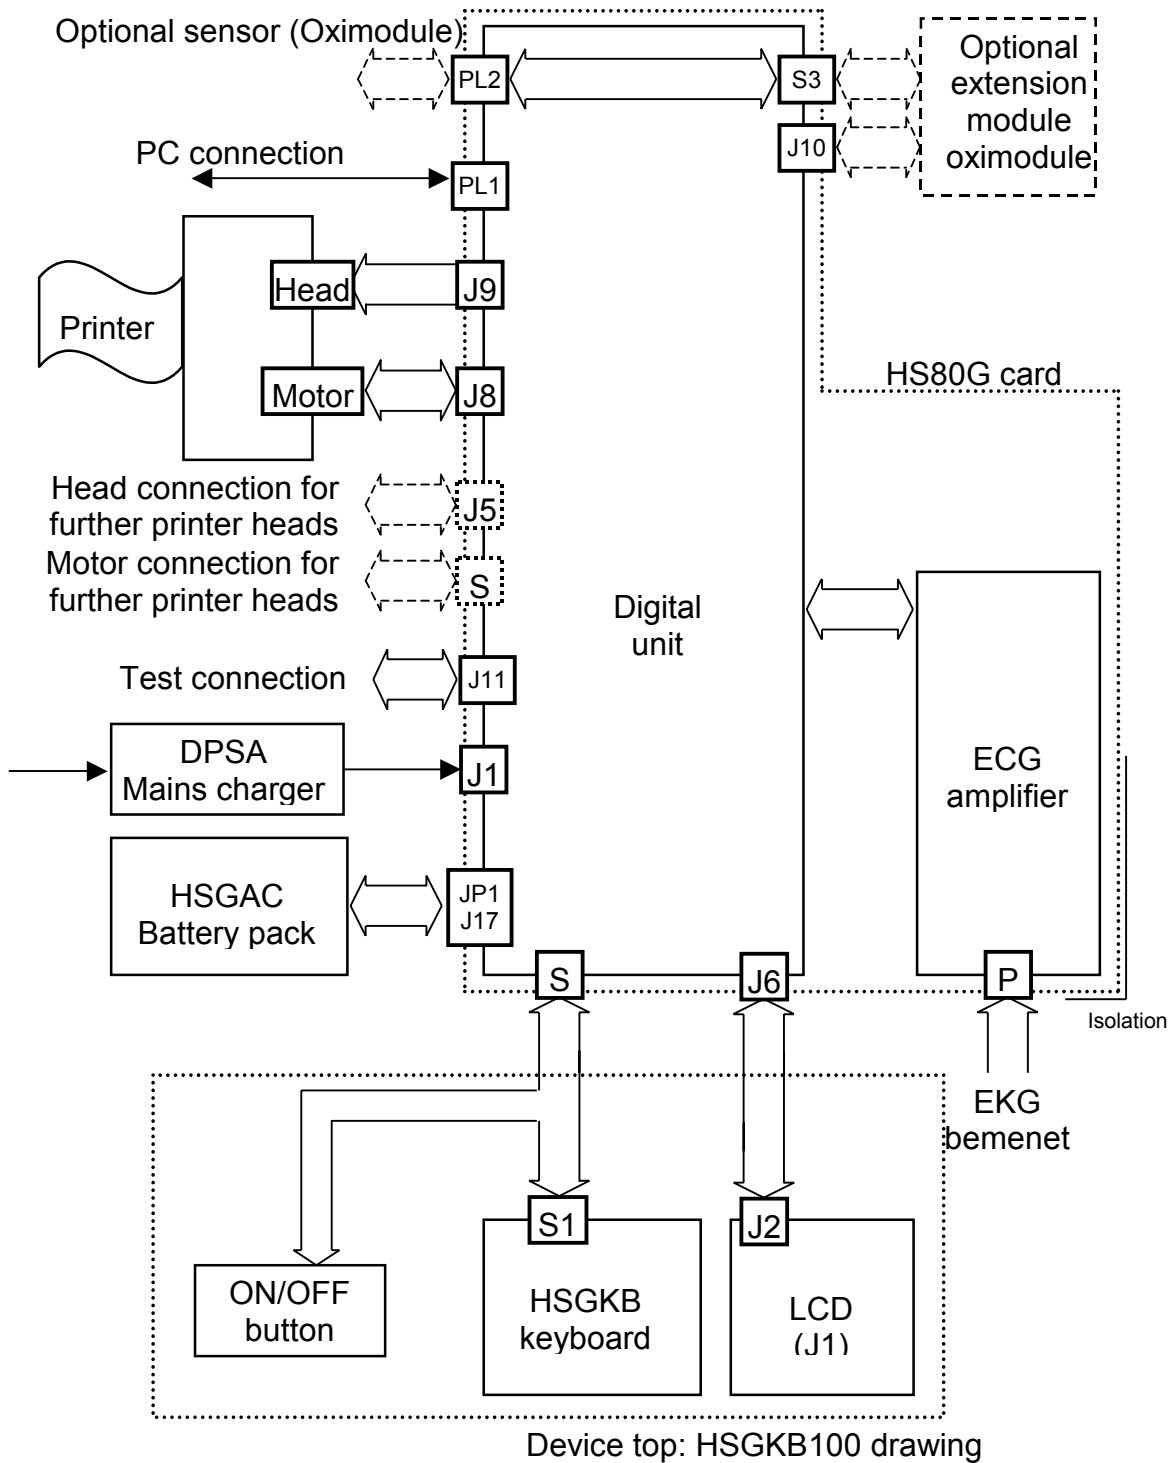 Optional sensor (Oximodule)
PL2
S3
Optional
extension
module
oximodule
J10
PC connection
PL1
Head
J9
Printer
Motor
J8
HS80G card
Head connection for
further printer heads
J5
Motor connection for
further printer heads
S
Digital
unit
Test connection
J11
DPSA
Mains charger
J1
ECG
amplifier
HSGAC
Battery pack
JP1
J17
S
J6
P
Isolation
EKG
bemenet
S1
J2
ON/OFF
button
HSGKB
keyboard
LCD
(J1)
Device top: HSGKB100 drawing